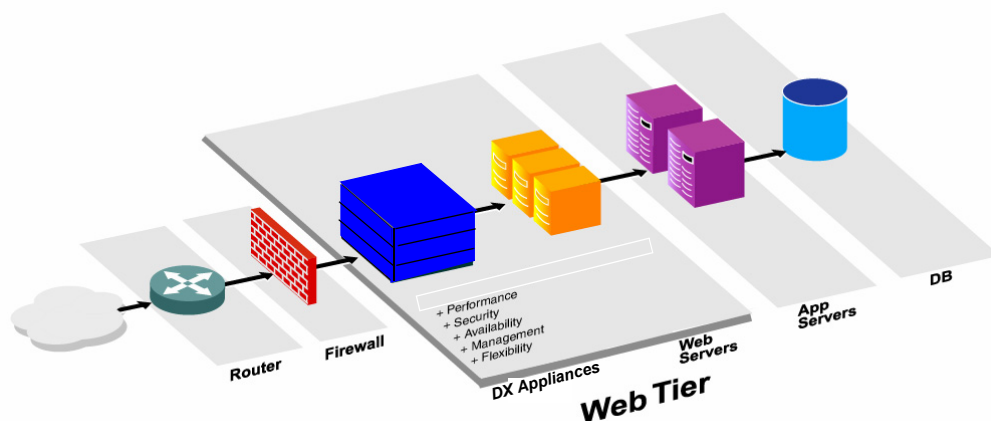 + Performance
+ Security
+ Availability
+ Management
+ Flexibility
Router
Firewall
DX Appliances
Web
Servers
App
Servers
DB
Web Tier